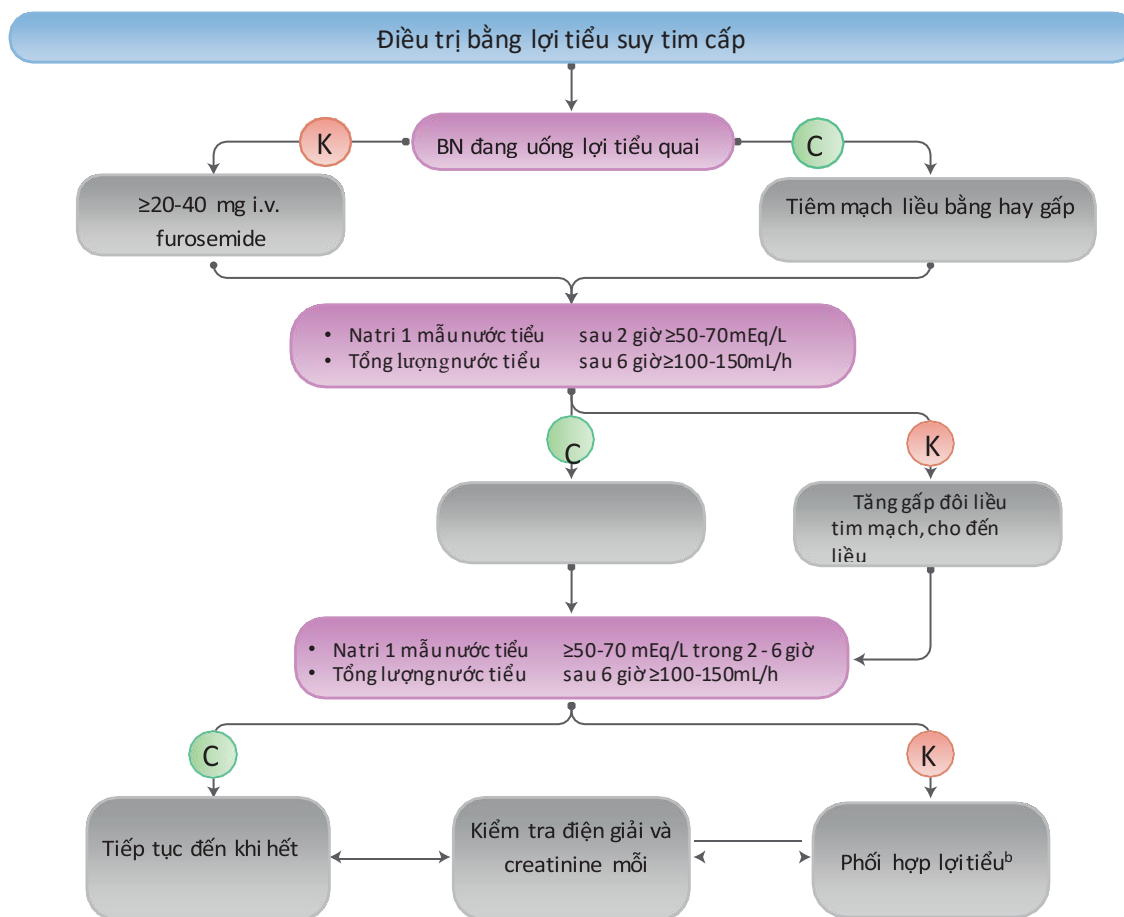 Điều trị bằng lợi tiểu suy tim cấp
K
BN đang uống lợi tiểu quai
C
≥20-40 mg i.v.
furosemide
Tiêm mạch liều bằng hay gấp
• Natri 1 mẫu nước tiểu sau 2 giờ ≥50-70mEq/L
• Tổng lượng nước tiểu sau 6 giờ ≥100-150mL/h
C
K
Tăng gấp đôi liều
tim mạch, cho đến
liều
• Natri 1 mẫu nước tiểu ≥50-70 mEq/L trong 2 - 6 giờ
• Tổng lượng nước tiểu sau 6 giờ ≥100-150mL/h
C
K
Tiếp tục đến khi hết
Kiểm tra điện giải và
creatinine mỗi
Phối hợp lợi tiểuᵇ